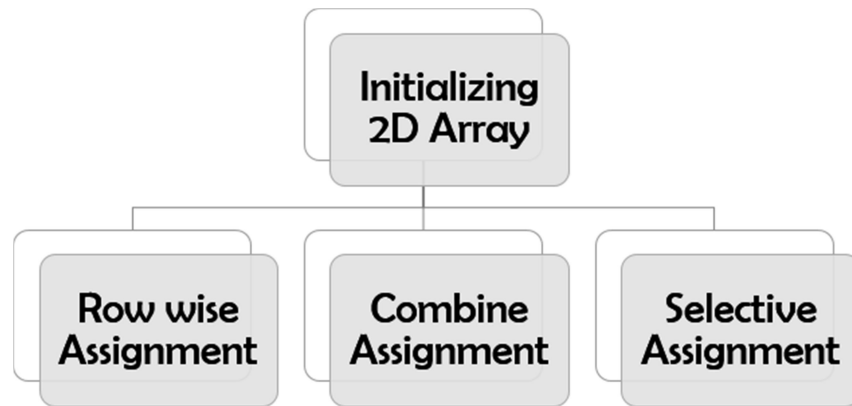 Initializing
2D Array
Row wise
Assignment
Combine
Assignment
Selective
Assignment